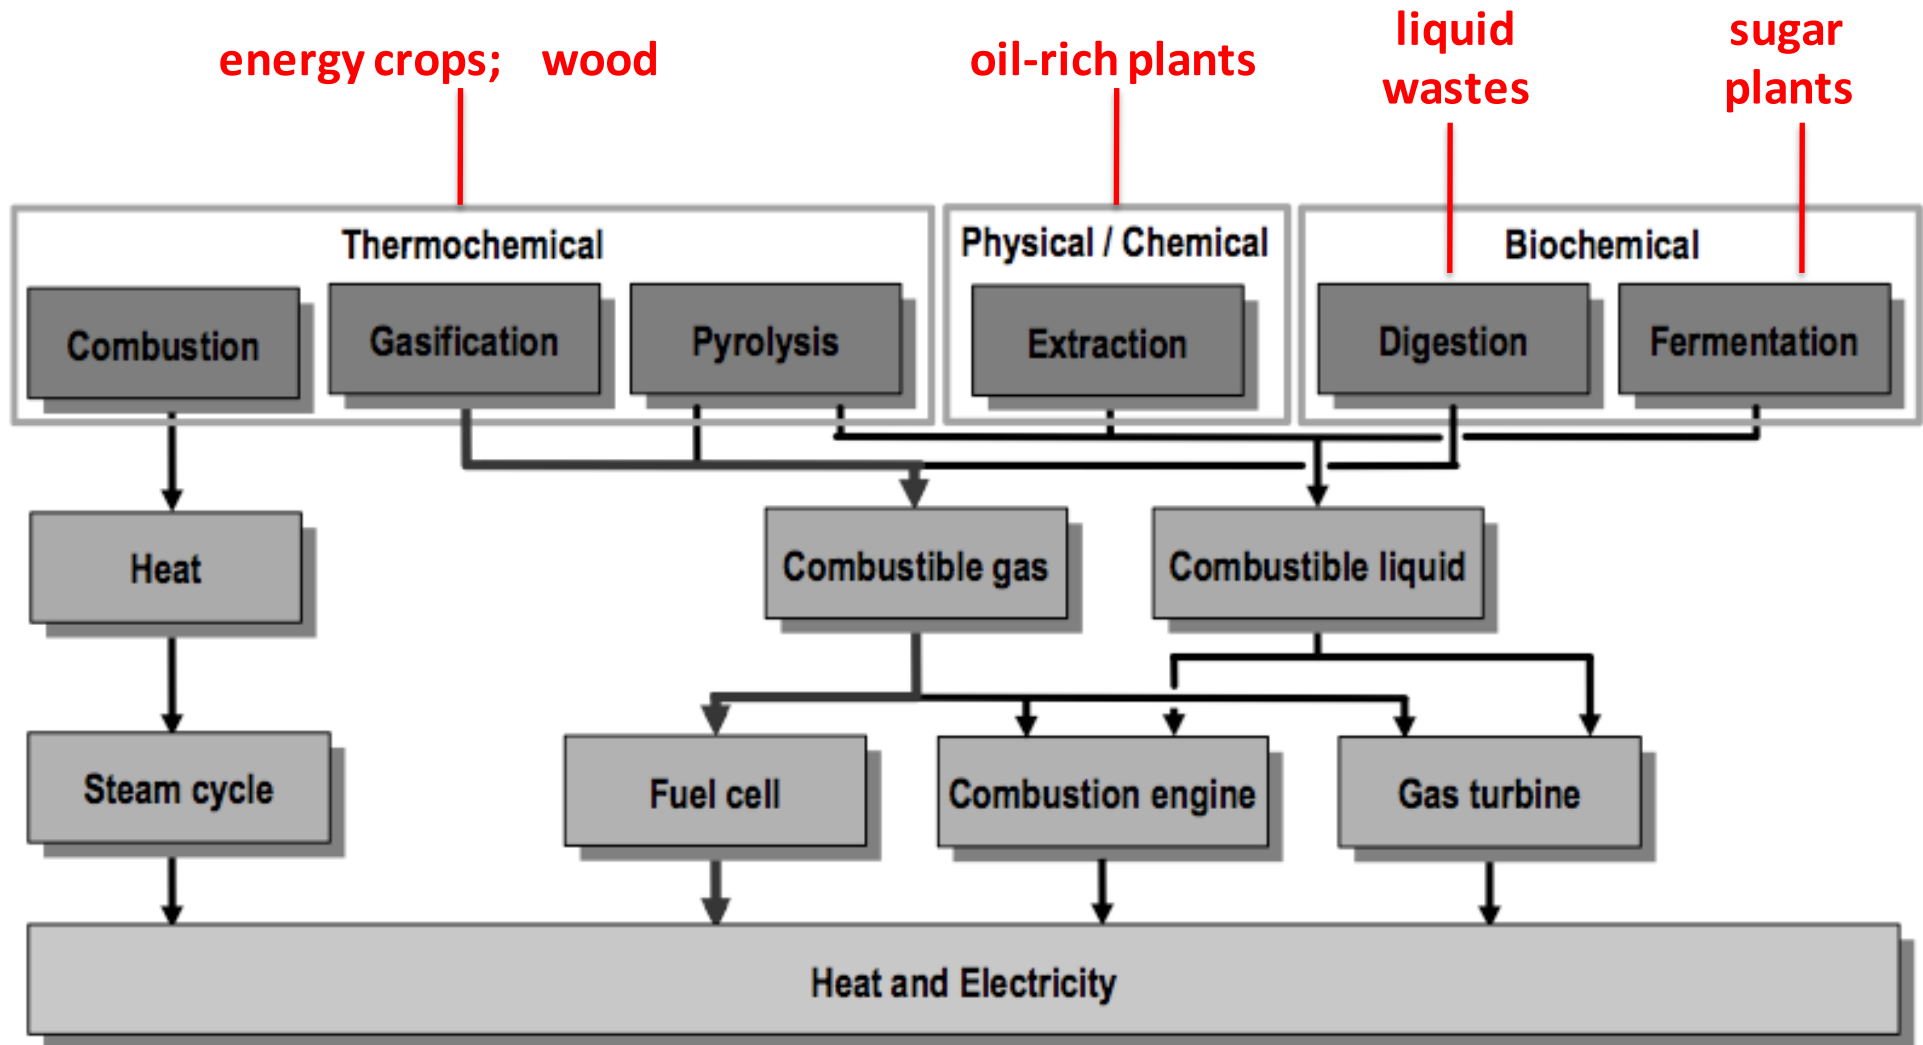 energy crops; wood
oil-rich plants
liquid
wastes
sugar
plants
Thermochemical
Physical / Chemical
Biochemical
Combustion
Gasification
Pyrolysis
Extraction
Digestion
Fermentation
Heat
Combustible gas
Combustible liquid
Steam cycle
Fuel cell
Combustion engine
Gas turbine
Heat and Electricity